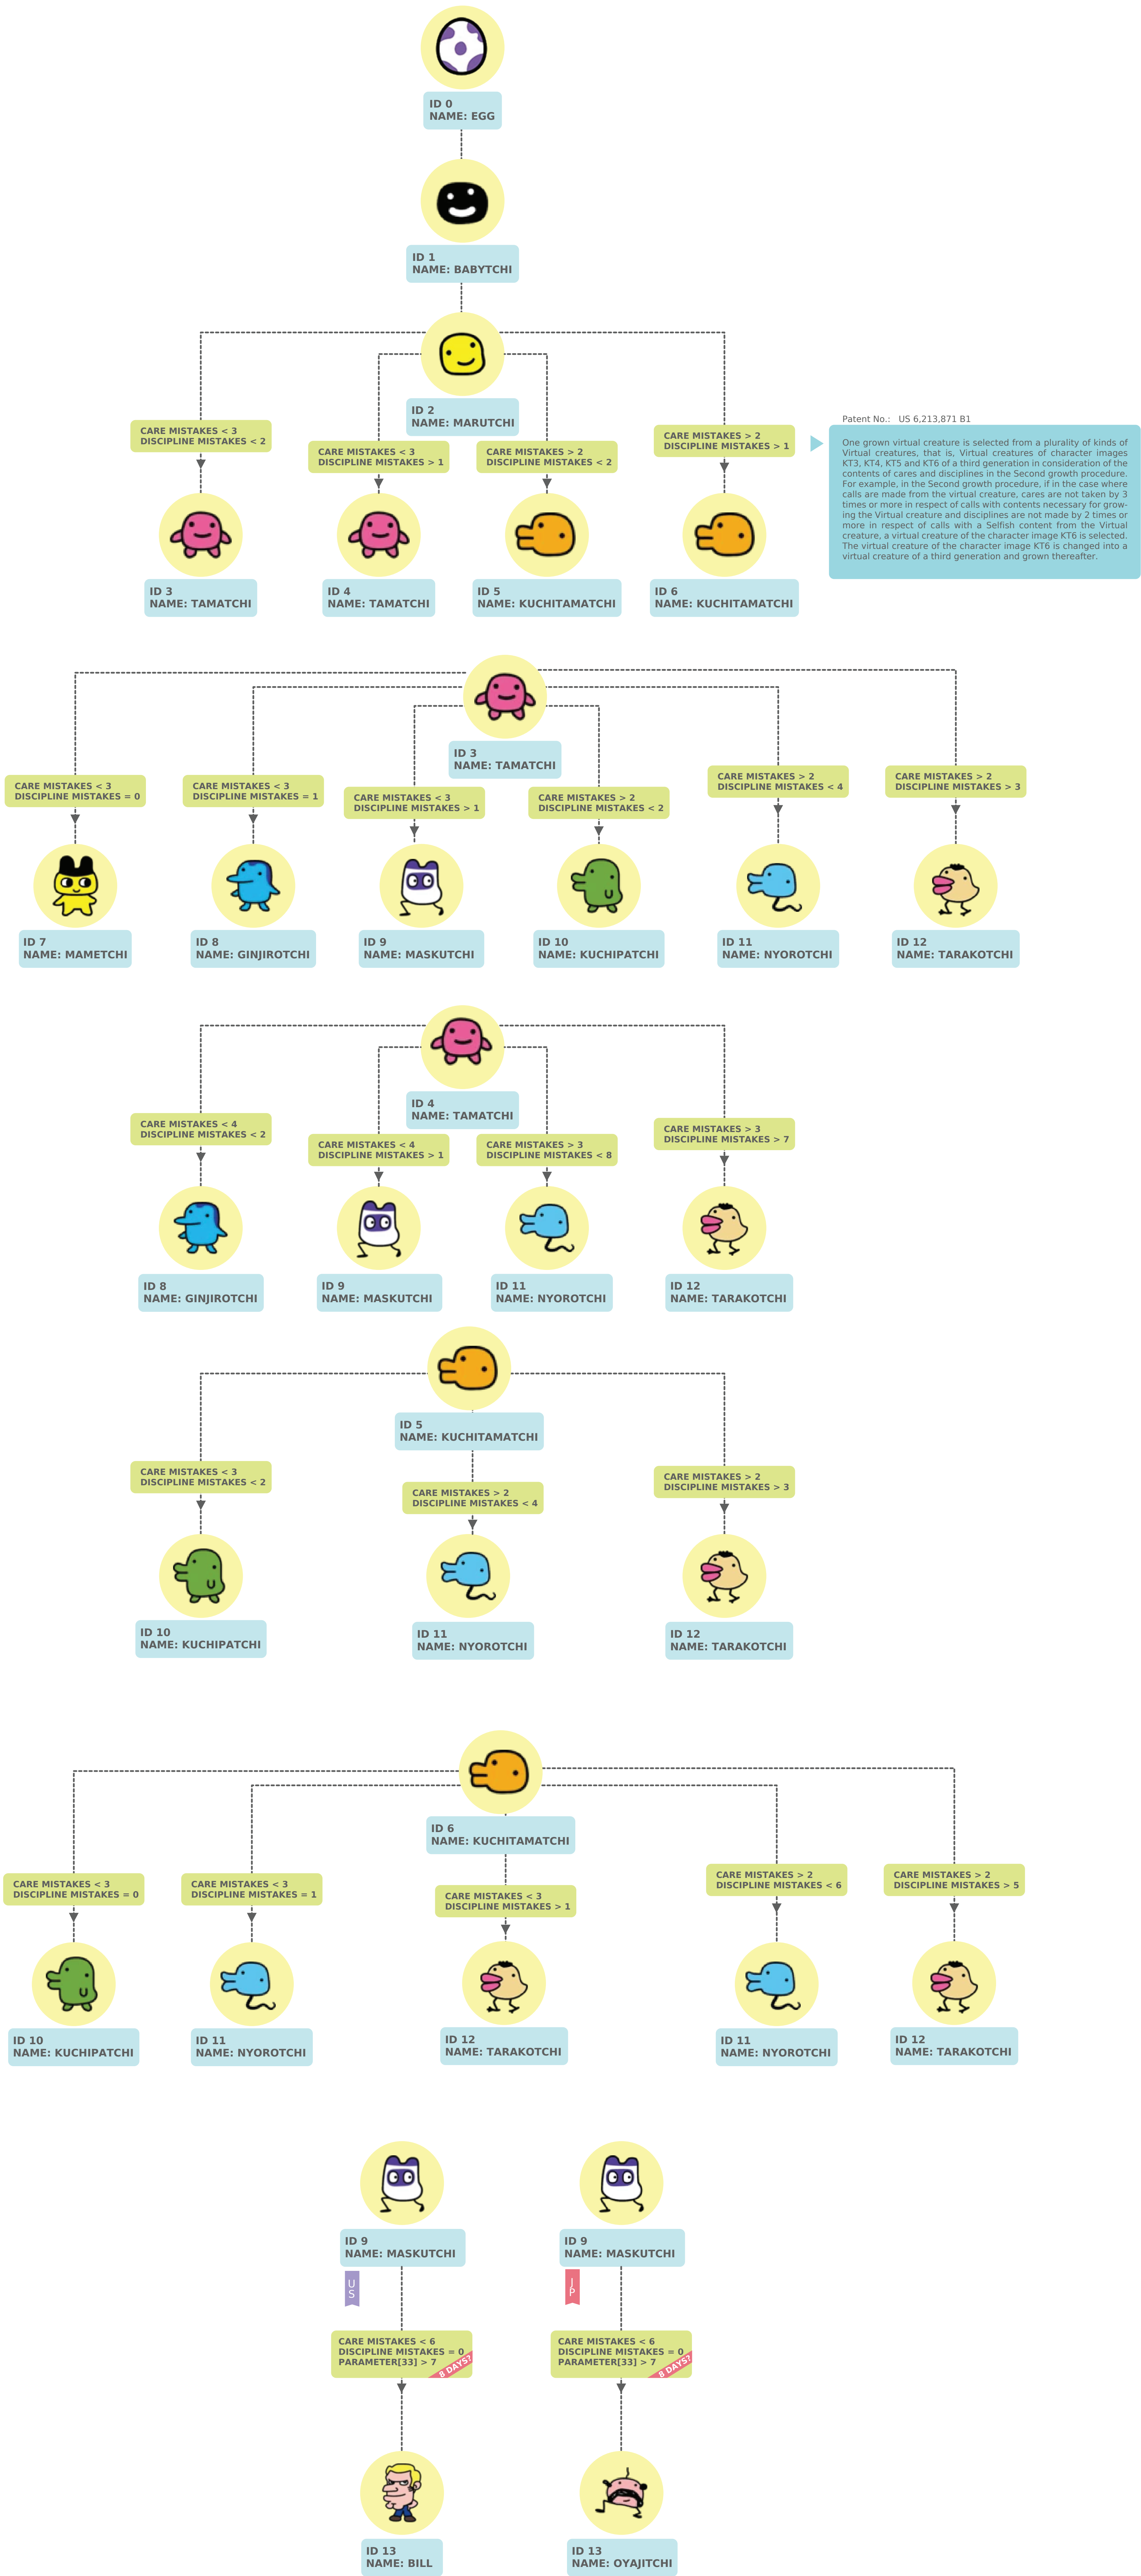 ID 0
NAME: EGG
ID 1
NAME: BABYTCHI
ID 2
NAME: MARUTCHI
CARE MISTAKES < 3
DISCIPLINE MISTAKES < 2
CARE MISTAKES < 3
DISCIPLINE MISTAKES > 1
CARE MISTAKES > 2
DISCIPLINE MISTAKES < 2
CARE MISTAKES > 2
DISCIPLINE MISTAKES > 1
Patent No.: US 6,213,871 B1
One grown virtual creature is selected from a plurality of kinds of
Virtual creatures, that is, Virtual creatures of character images
KT3, KT4, KT5 and KT6 of a third generation in consideration of the
contents of cares and disciplines in the Second growth procedure.
For example, in the Second growth procedure, if in the case where
calls are made from the virtual creature, cares are not taken by 3
times or more in respect of calls with contents necessary for grow-
ing the Virtual creature and disciplines are not made by 2 times or
more in respect of calls with a Selfish content from the Virtual
creature, a virtual creature of the character image KT6 is selected.
The virtual creature of the character image KT6 is changed into a
virtual creature of a third generation and grown thereafter.
ID 3
NAME: TAMATCHI
ID 4
NAME: TAMATCHI
ID 5
NAME: KUCHITAMATCHI
ID 6
NAME: KUCHITAMATCHI
ID 3
NAME: TAMATCHI
CARE MISTAKES < 3
DISCIPLINE MISTAKES = 0
CARE MISTAKES < 3
DISCIPLINE MISTAKES = 1
CARE MISTAKES < 3
DISCIPLINE MISTAKES > 1
CARE MISTAKES > 2
DISCIPLINE MISTAKES < 2
CARE MISTAKES > 2
DISCIPLINE MISTAKES < 4
CARE MISTAKES > 2
DISCIPLINE MISTAKES > 3
ID 7
NAME: MAMETCHI
ID 8
NAME: GINJIROTCHI
ID 9
NAME: MASKUTCHI
ID 10
NAME: KUCHIPATCHI
ID 11
NAME: NYOROTCHI
ID 12
NAME: TARAKOTCHI
ID 4
NAME: TAMATCHI
CARE MISTAKES < 4
DISCIPLINE MISTAKES < 2
CARE MISTAKES < 4
DISCIPLINE MISTAKES > 1
CARE MISTAKES > 3
DISCIPLINE MISTAKES < 8
CARE MISTAKES > 3
DISCIPLINE MISTAKES > 7
ID 8
NAME: GINJIROTCHI
ID 9
NAME: MASKUTCHI
ID 11
NAME: NYOROTCHI
ID 12
NAME: TARAKOTCHI
ID 5
NAME: KUCHITAMATCHI
CARE MISTAKES < 3
DISCIPLINE MISTAKES < 2
CARE MISTAKES > 2
DISCIPLINE MISTAKES < 4
CARE MISTAKES > 2
DISCIPLINE MISTAKES > 3
ID 10
NAME: KUCHIPATCHI
ID 11
NAME: NYOROTCHI
ID 12
NAME: TARAKOTCHI
ID 6
NAME: KUCHITAMATCHI
CARE MISTAKES < 3
DISCIPLINE MISTAKES = 0
CARE MISTAKES < 3
DISCIPLINE MISTAKES = 1
CARE MISTAKES < 3
DISCIPLINE MISTAKES > 1
CARE MISTAKES > 2
DISCIPLINE MISTAKES < 6
CARE MISTAKES > 2
DISCIPLINE MISTAKES > 5
ID 10
NAME: KUCHIPATCHI
ID 11
NAME: NYOROTCHI
ID 12
NAME: TARAKOTCHI
ID 11
NAME: NYOROTCHI
ID 12
NAME: TARAKOTCHI
ID 9
NAME: MASKUTCHI
US
CARE MISTAKES < 6
DISCIPLINE MISTAKES = 0
PARAMETER[33] > 7
8 DAYS?
ID 13
NAME: BILL
ID 9
NAME: MASKUTCHI
JP
CARE MISTAKES < 6
DISCIPLINE MISTAKES = 0
PARAMETER[33] > 7
8 DAYS?
ID 13
NAME: OYAJITCHI